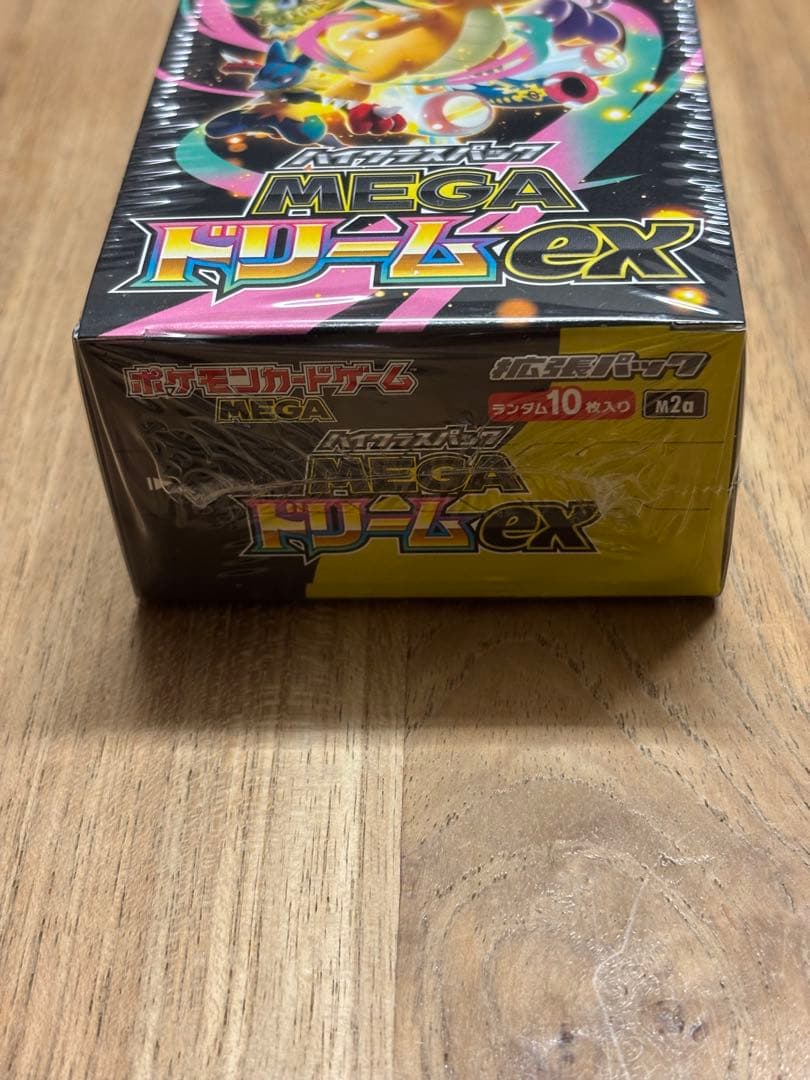 ハイクラスパック
MEGA
ドリームex
ポケモンカードゲーム
MEGA
拡張パック
ランダム10枚入り
M2a
ハイクラスパック
MEGA
ドリームex